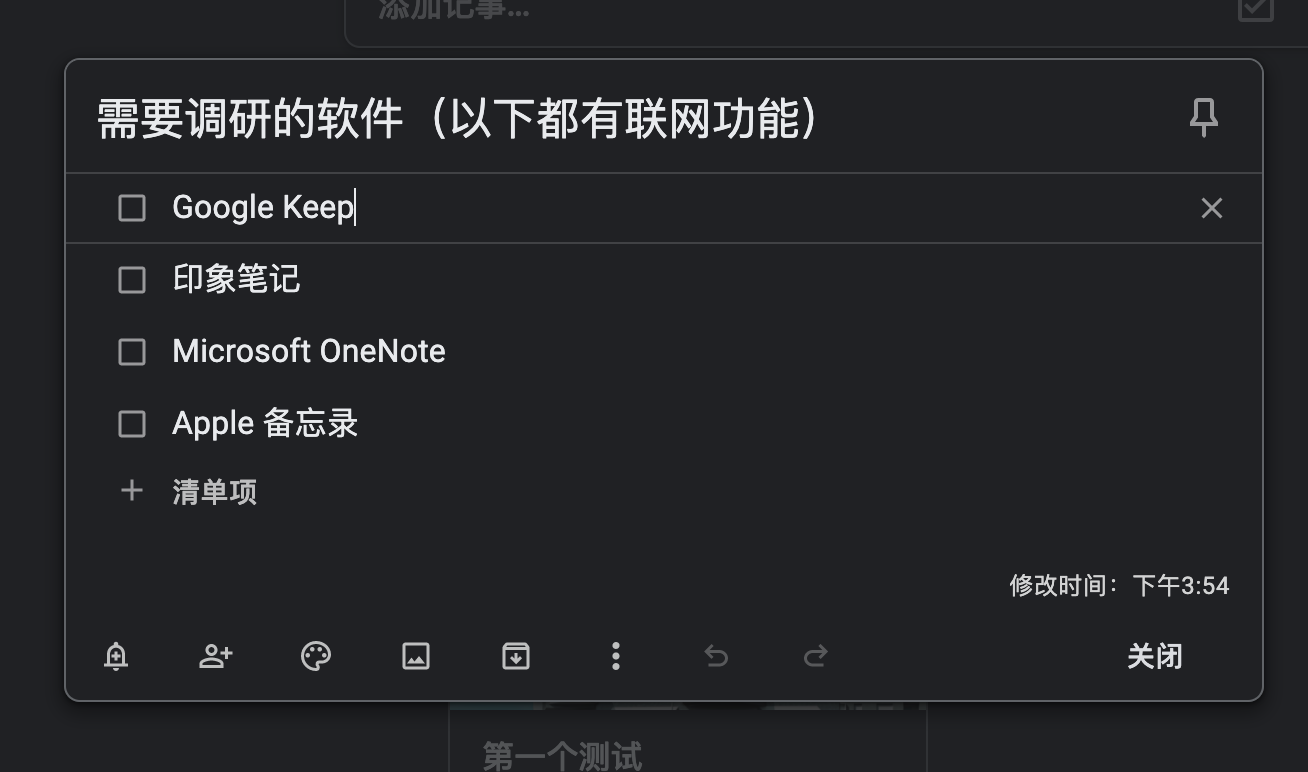 添加记事...
需要调研的软件（以下都有联网功能）
Google Keep
印象笔记
Microsoft OneNote
Apple 备忘录
清单项
修改时间：下午3:54
关闭
第一个测试